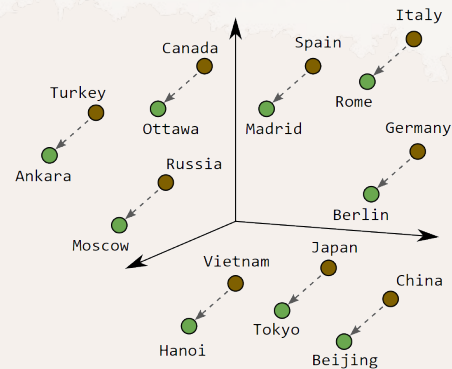 Italy
Canada
Spain
Turkey
Rome
Ottawa
Madrid
Germany
Russia
Ankara
Berlin
Moscow
Japan
Vietnam
China
Tokyo
Hanoi
Beijing